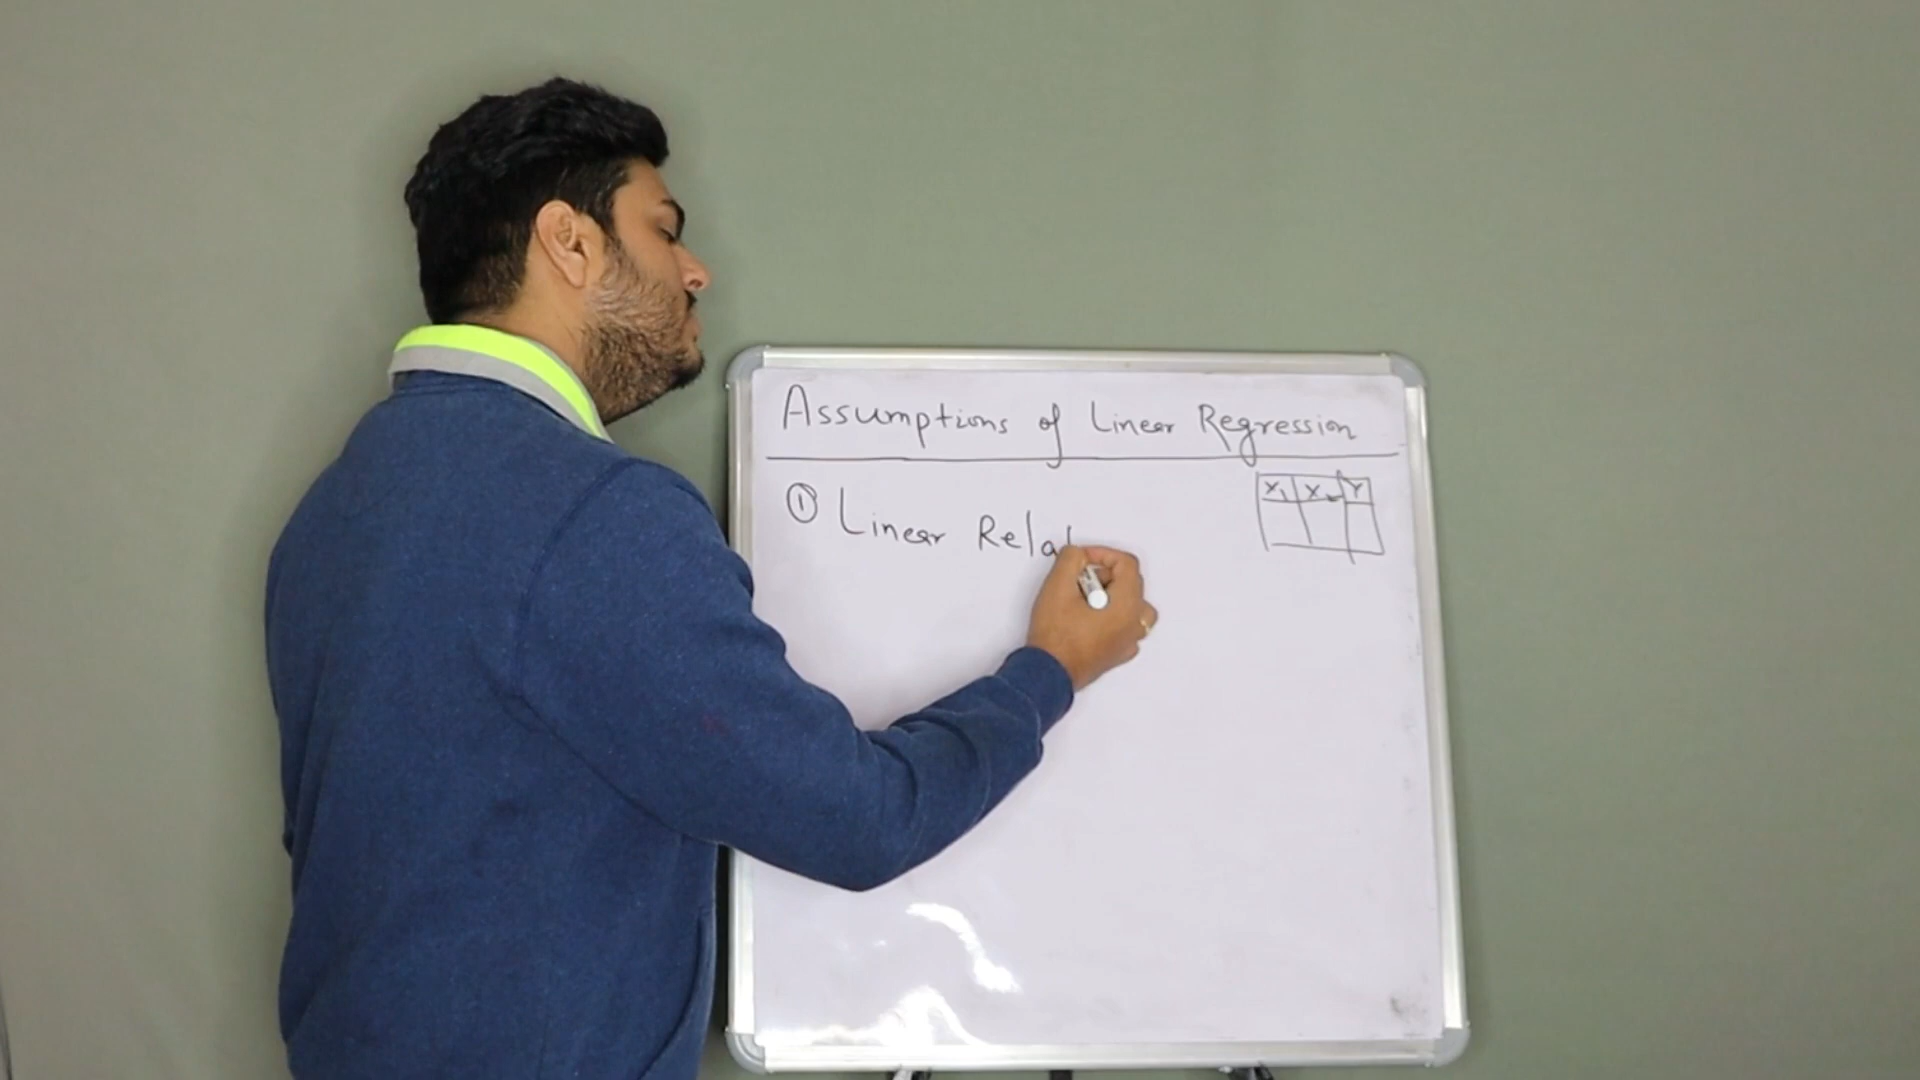 Assumptions of Linear Regression
① Linear Relat
X₁ X₂ Y